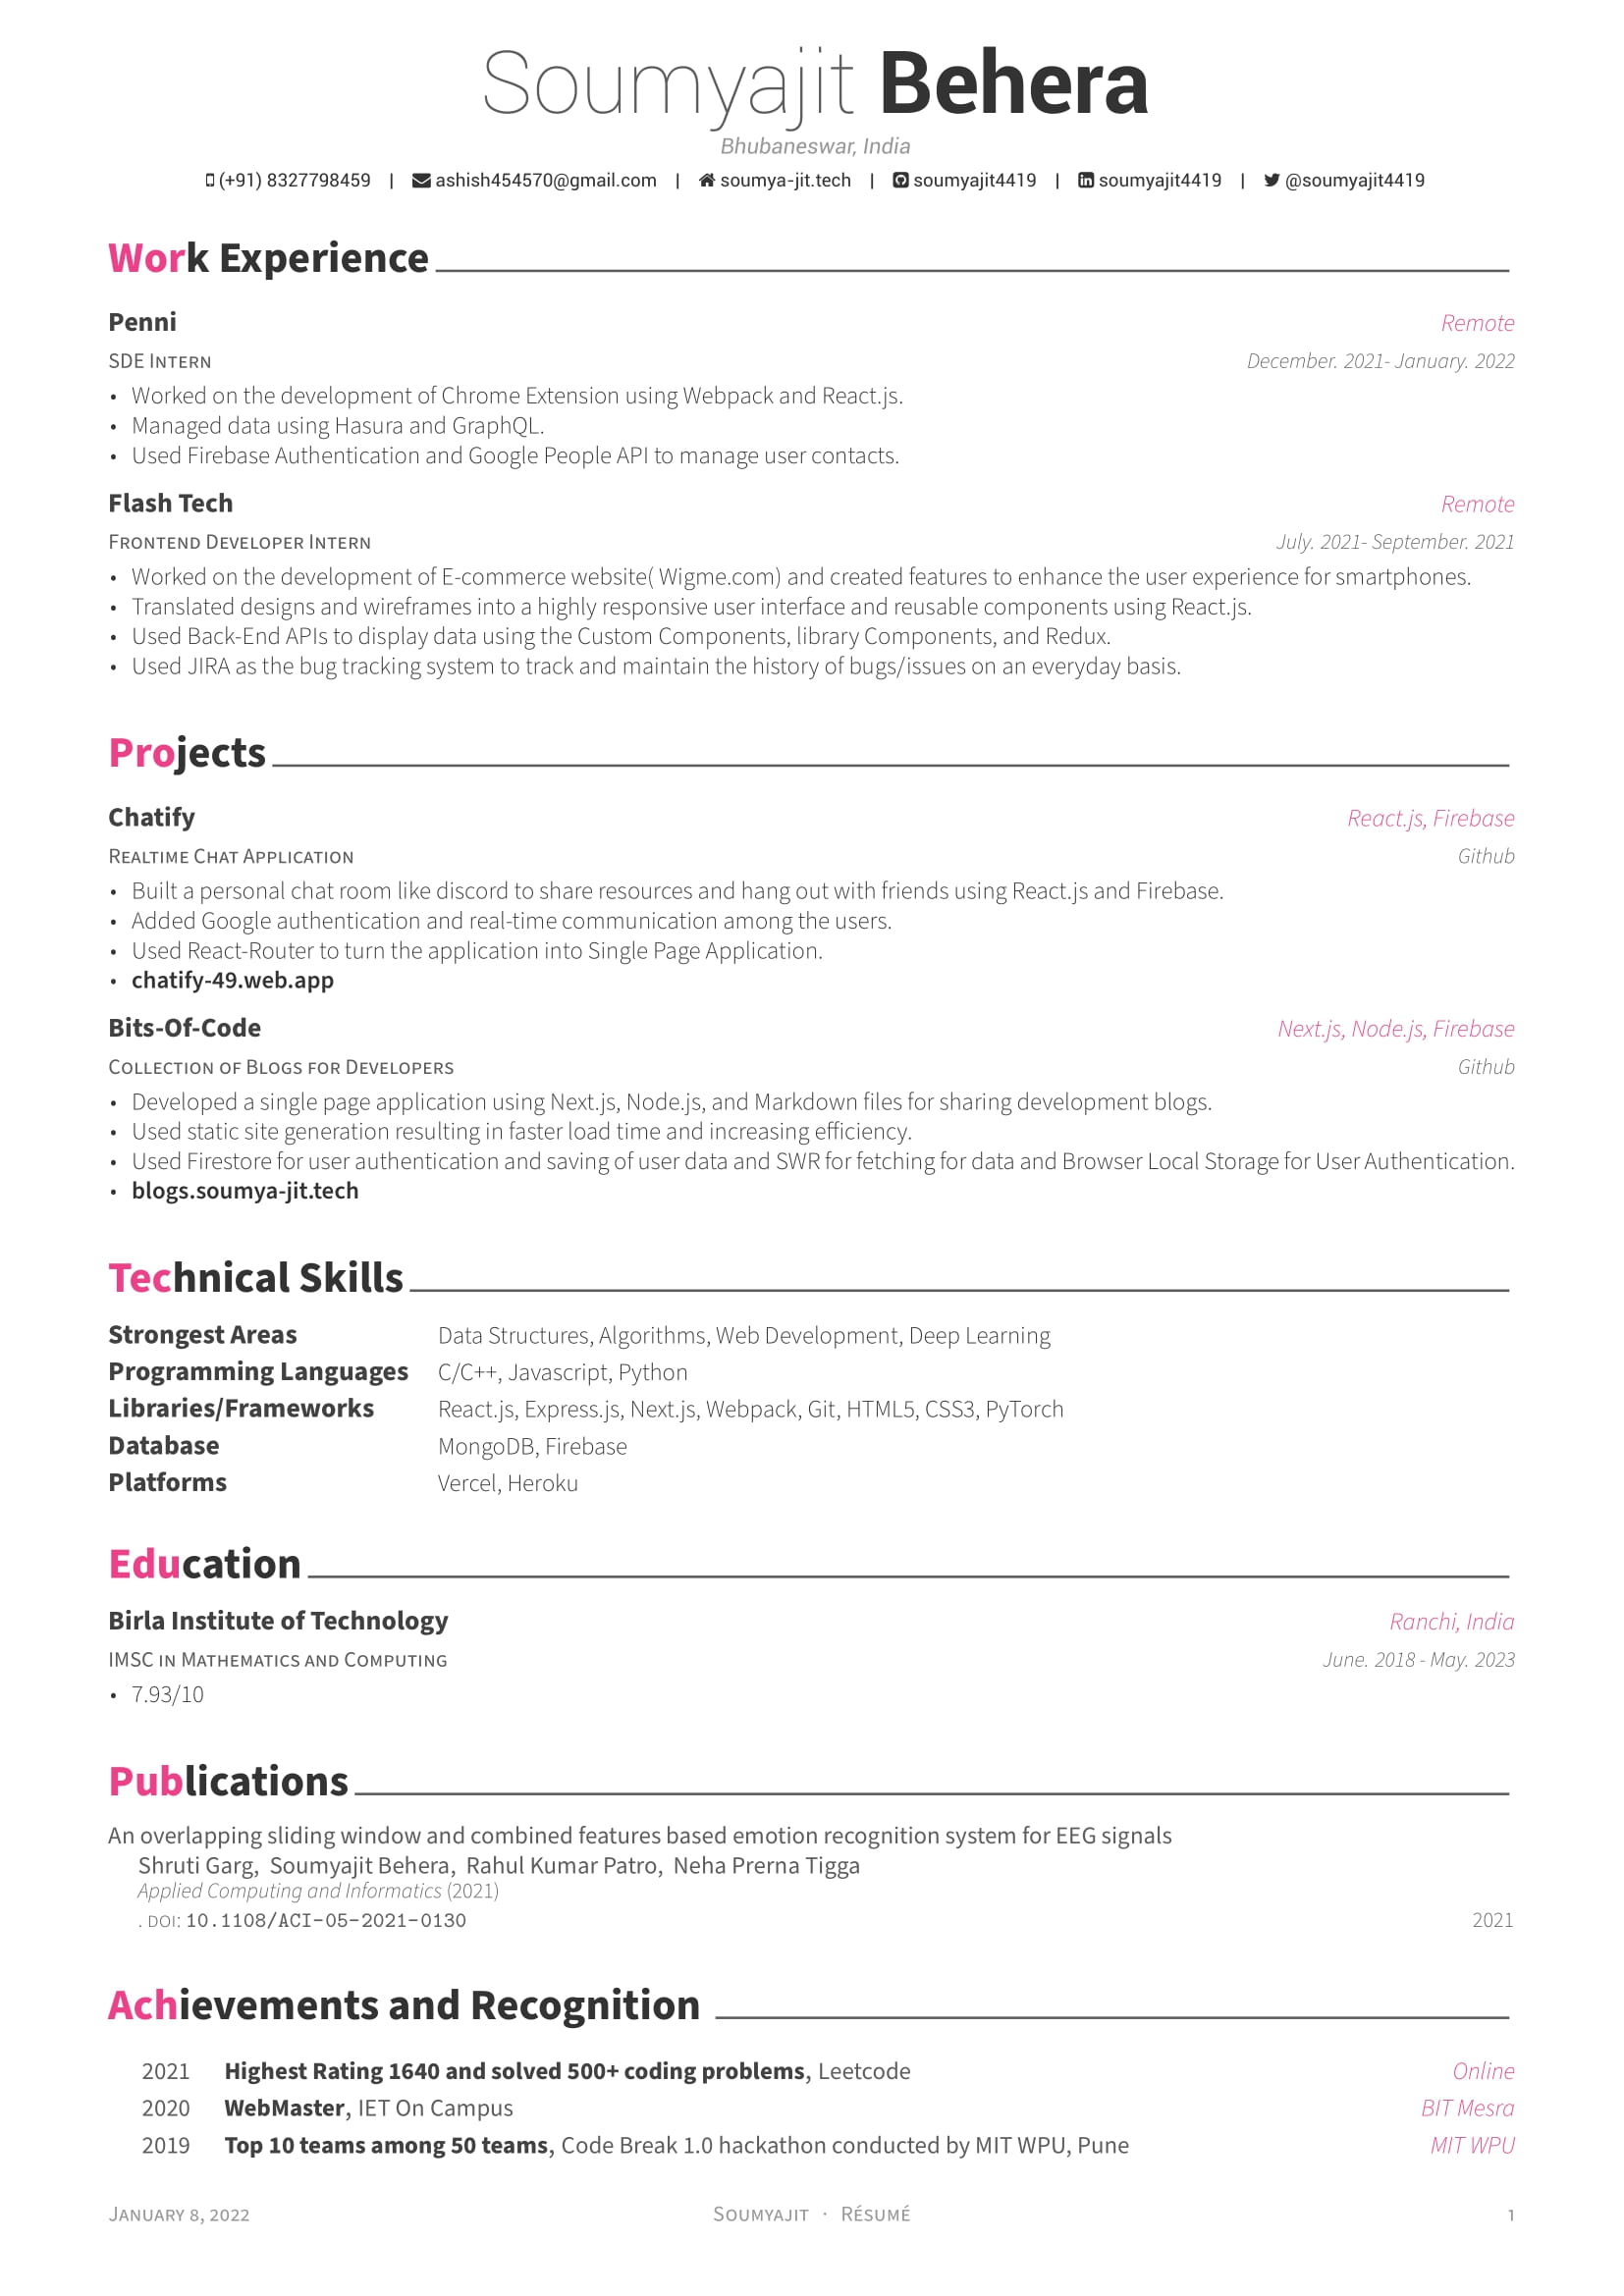 Soumyajit Behera
Bhubaneswar, India
(+91) 8327798459 | ashish454570@gmail.com | soumya-jit.tech | soumyajit4419 | soumyajit4419 | @soumyajit4419
Work Experience
Penni Remote
SDE Intern December. 2021- January. 2022
• Worked on the development of Chrome Extension using Webpack and React.js.
• Managed data using Hasura and GraphQL.
• Used Firebase Authentication and Google People API to manage user contacts.
Flash Tech Remote
Frontend Developer Intern July. 2021- September. 2021
• Worked on the development of E-commerce website( Wigme.com) and created features to enhance the user experience for smartphones.
• Translated designs and wireframes into a highly responsive user interface and reusable components using React.js.
• Used Back-End APIs to display data using the Custom Components, library Components, and Redux.
• Used JIRA as the bug tracking system to track and maintain the history of bugs/issues on an everyday basis.
Projects
Chatify React.js, Firebase
Realtime Chat Application Github
• Built a personal chat room like discord to share resources and hang out with friends using React.js and Firebase.
• Added Google authentication and real-time communication among the users.
• Used React-Router to turn the application into Single Page Application.
• chatify-49.web.app
Bits-Of-Code Next.js, Node.js, Firebase
Collection of Blogs for Developers Github
• Developed a single page application using Next.js, Node.js, and Markdown files for sharing development blogs.
• Used static site generation resulting in faster load time and increasing efficiency.
• Used Firestore for user authentication and saving of user data and SWR for fetching for data and Browser Local Storage for User Authentication.
• blogs.soumya-jit.tech
Technical Skills
Strongest Areas Data Structures, Algorithms, Web Development, Deep Learning
Programming Languages C/C++, Javascript, Python
Libraries/Frameworks React.js, Express.js, Next.js, Webpack, Git, HTML5, CSS3, PyTorch
Database MongoDB, Firebase
Platforms Vercel, Heroku
Education
Birla Institute of Technology Ranchi, India
IMSC in Mathematics and Computing June. 2018 - May. 2023
• 7.93/10
Publications
An overlapping sliding window and combined features based emotion recognition system for EEG signals
Shruti Garg, Soumyajit Behera, Rahul Kumar Patro, Neha Prerna Tigga
Applied Computing and Informatics (2021)
. DOI: 10.1108/ACI-05-2021-0130 2021
Achievements and Recognition
2021 Highest Rating 1640 and solved 500+ coding problems, Leetcode Online
2020 WebMaster, IET On Campus BIT Mesra
2019 Top 10 teams among 50 teams, Code Break 1.0 hackathon conducted by MIT WPU, Pune MIT WPU
January 8, 2022 Soumyajit · Résumé 1